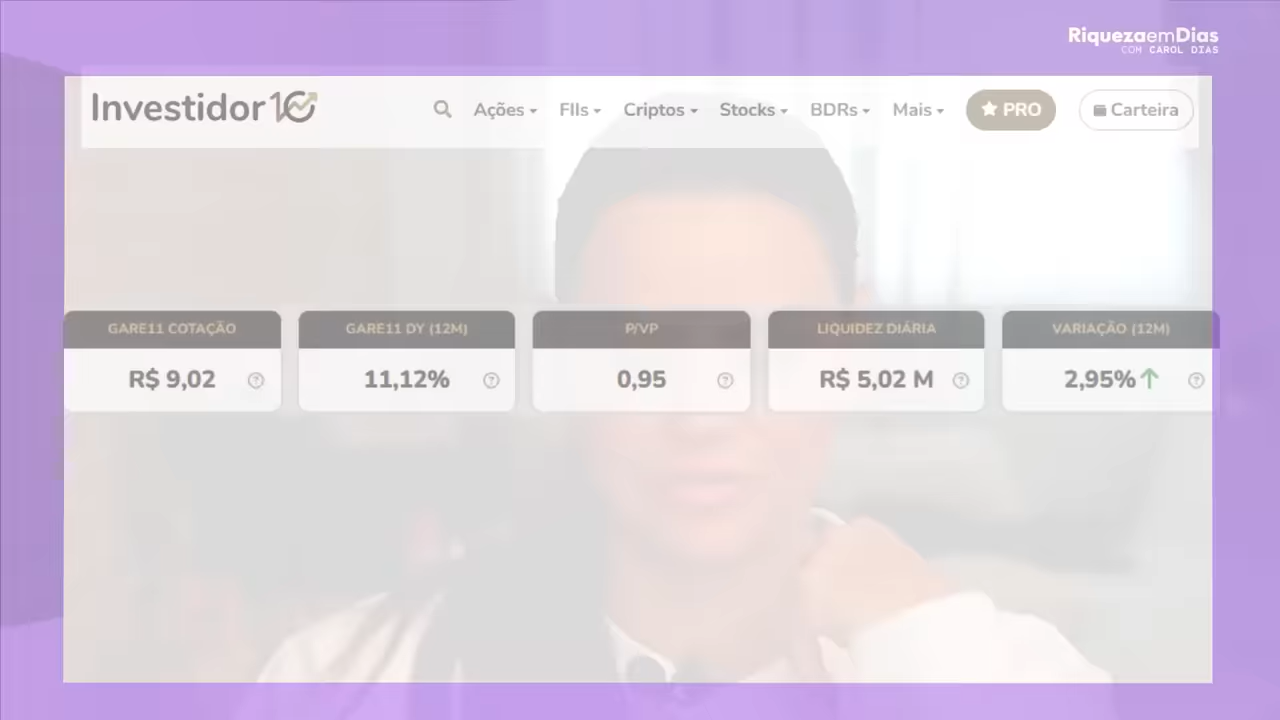 RiquezaemDias
COM CAROL DIAS
Investidor10
Ações
FIIs
Criptos
Stocks
BDRs
Mais
PRO
Carteira
GARE11 COTAÇÃO
R$ 9,02
GARE11 DY (12M)
11,12%
P/VP
0,95
LIQUIDEZ DIÁRIA
R$ 5,02 M
VARIAÇÃO (12M)
2,95%